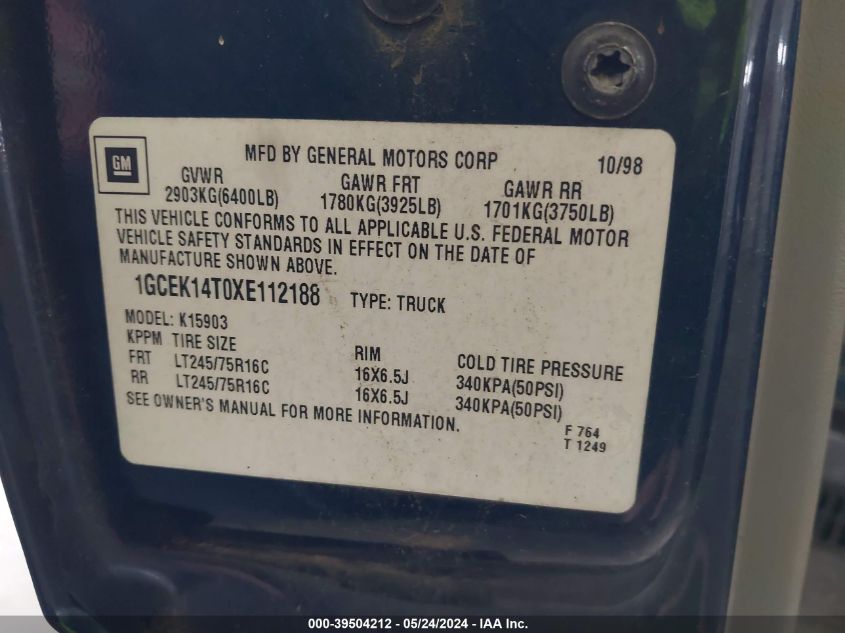 GM
MFD BY GENERAL MOTORS CORP 10/98
GVWR GAWR FRT GAWR RR
2903KG(6400LB) 1780KG(3925LB) 1701KG(3750LB)
THIS VEHICLE CONFORMS TO ALL APPLICABLE U.S. FEDERAL MOTOR
VEHICLE SAFETY STANDARDS IN EFFECT ON THE DATE OF
MANUFACTURE SHOWN ABOVE.
1GCEK14T0XE112188 TYPE: TRUCK
MODEL: K15903
KPPM TIRE SIZE RIM COLD TIRE PRESSURE
FRT LT245/75R16C 16X6.5J 340KPA(50PSI)
RR LT245/75R16C 16X6.5J 340KPA(50PSI)
SEE OWNER'S MANUAL FOR MORE INFORMATION.
F 764
T 1249
000-39504212 - 05/24/2024 - IAA Inc.